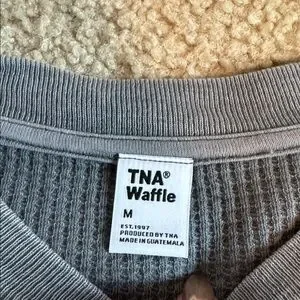 TNA®
Waffle
M
EST. 1997
PRODUCED BY TNA
MADE IN GUATEMALA